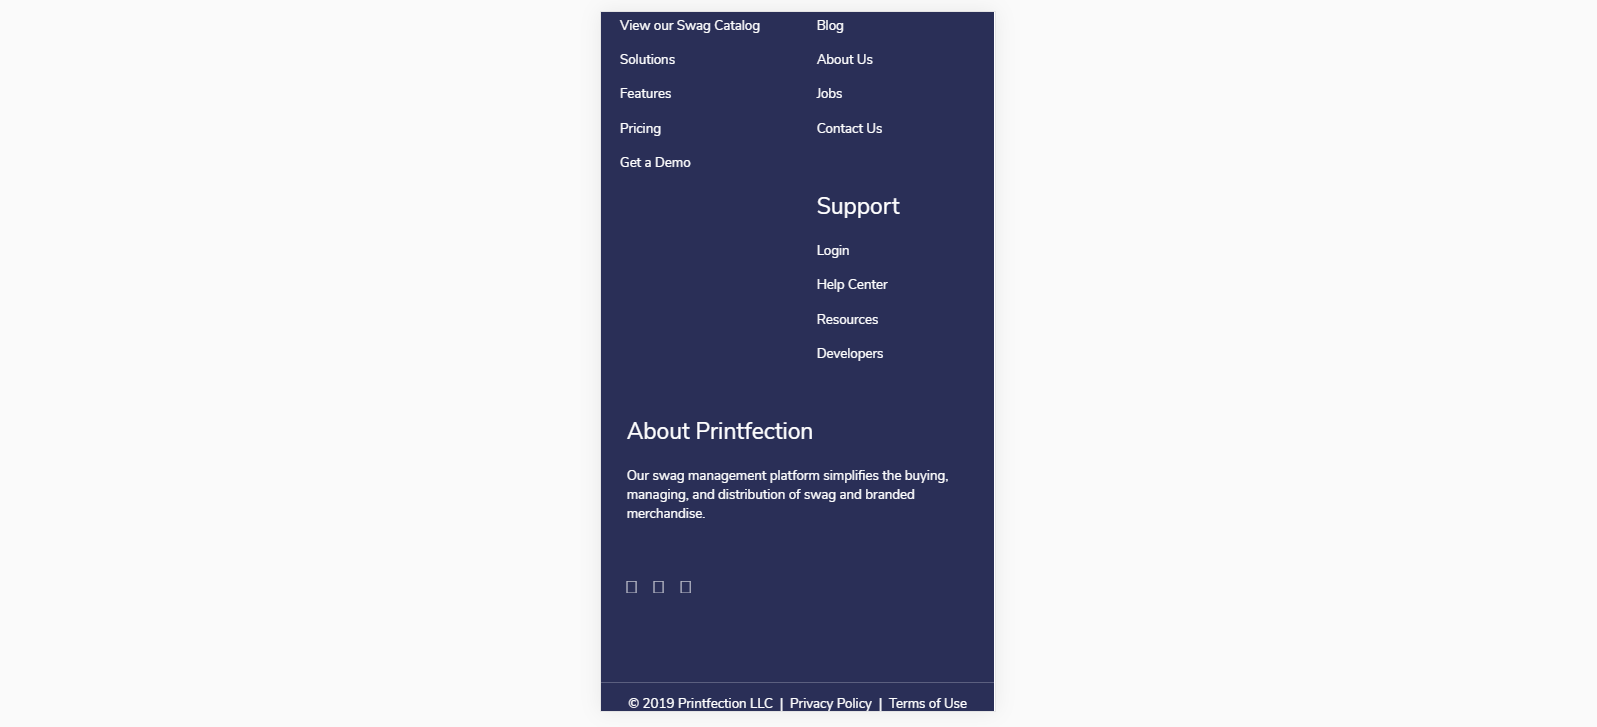 View our Swag Catalog
Solutions
Features
Pricing
Get a Demo
Blog
About Us
Jobs
Contact Us
Support
Login
Help Center
Resources
Developers
About Printfection
Our swag management platform simplifies the buying,
managing, and distribution of swag and branded
merchandise.
© 2019 Printfection LLC | Privacy Policy | Terms of Use